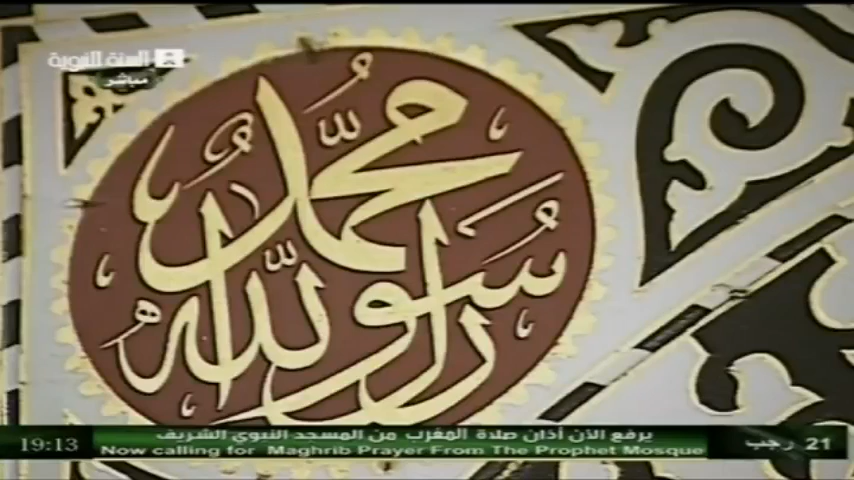 السنة النبوية
مباشر
محمد رسول الله
يرفع الآن أذان صلاة المغرب من المسجد النبوي الشريف
19:13
21 رجب
Now calling for Maghrib Prayer From The Prophet Mosque